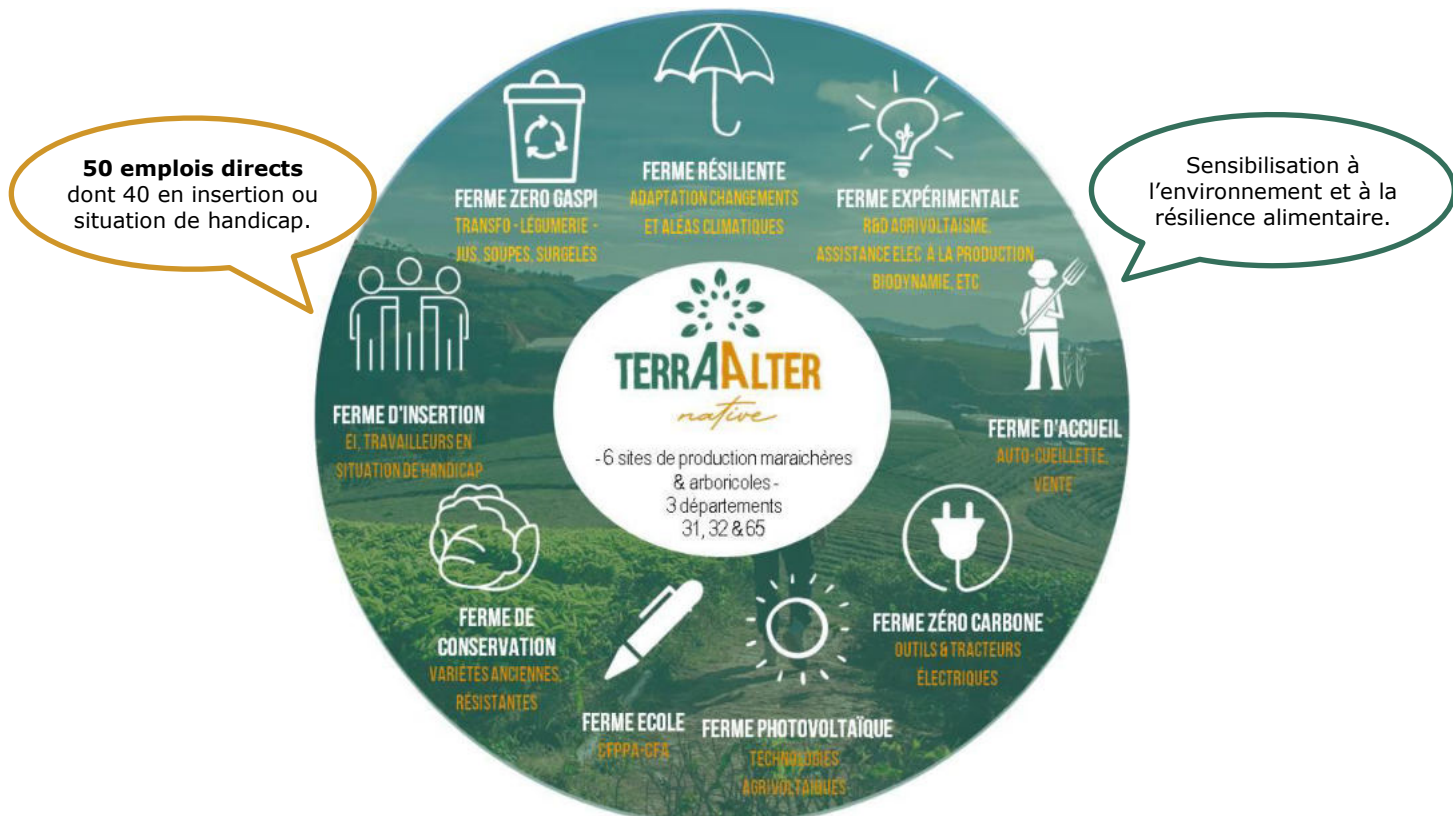 50 emplois directs
dont 40 en insertion ou
situation de handicap.
Sensibilisation à
l'environnement et à la
résilience alimentaire.
FERME RÉSILIENTE
ADAPTATION CHANGEMENTS
ET ALÉAS CLIMATIQUES
FERME ZERO GASPI
TRANSFO - LÉGUMERIE -
JUS, SOUPES, SURGELÉS
FERME EXPÉRIMENTALE
R&D AGRIVOLTAISME,
ASSISTANCE ELEC À LA PRODUCTION
BIODYNAMIE, ETC
FERME D'INSERTION
EI, TRAVAILLEURS EN
SITUATION DE HANDICAP
TERRAALTER
native
- 6 sites de production maraichères
& arboricoles -
3 départements
31, 32 & 65
FERME D'ACCUEIL
AUTO-CUEILLETTE,
VENTE
FERME DE
CONSERVATION
VARIÉTÉS ANCIENNES,
RÉSISTANTES
FERME ZÉRO CARBONE
OUTILS & TRACTEURS
ÉLECTRIQUES
FERME ECOLE
CFPPA-CFA
FERME PHOTOVOLTAÏQUE
TECHNOLOGIES
AGRIVOLTAIQUES